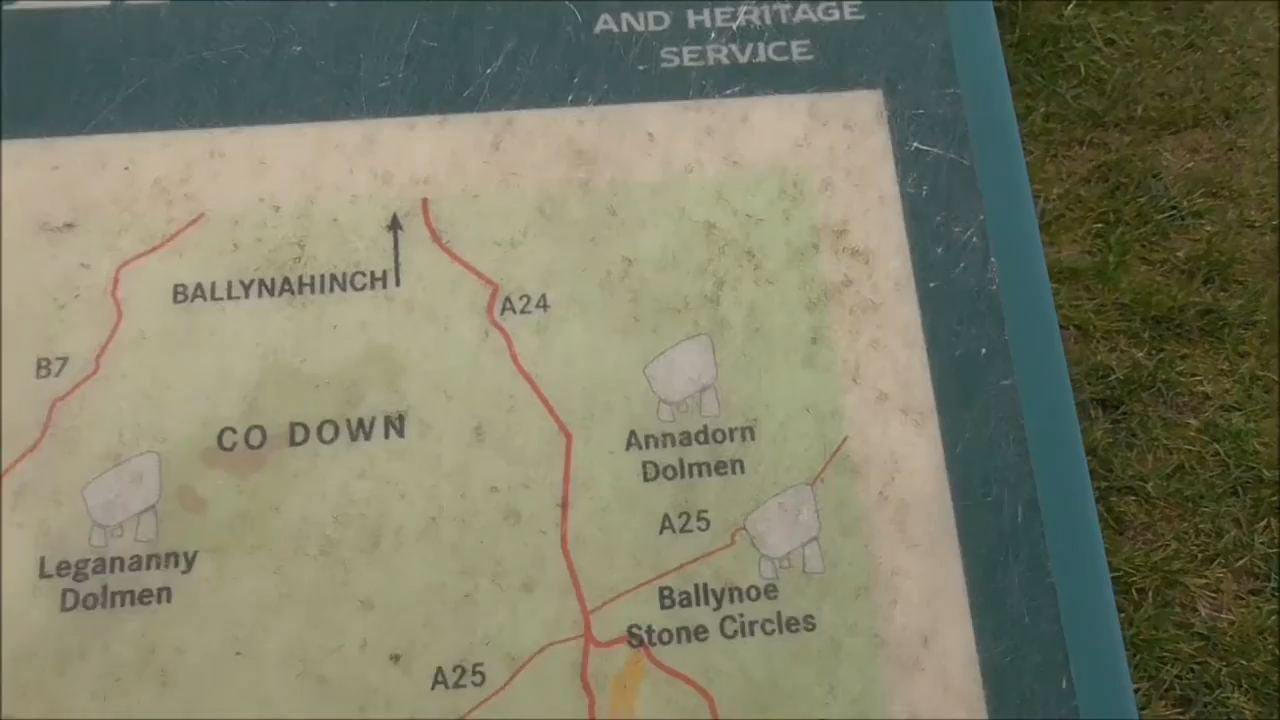 AND HERITAGE
SERVICE
BALLYNAHINCH
A24
B7
CO DOWN
Annadorn
Dolmen
A25
Legananny
Dolmen
Ballynoe
Stone Circles
A25